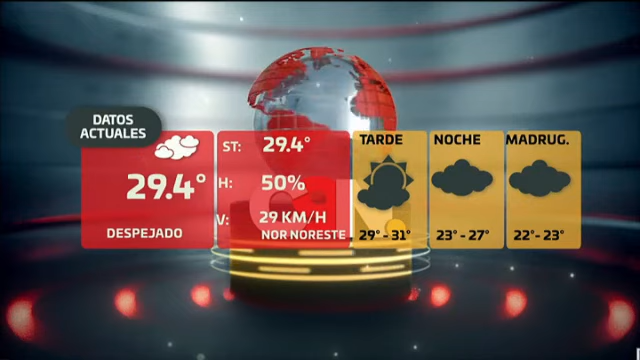 DATOS
ACTUALES
29.4°
DESPEJADO
ST: 29.4°
H: 50%
V: 29 KM/H
NOR NORESTE
TARDE
29° - 31°
NOCHE
23° - 27°
MADRUG.
22° - 23°